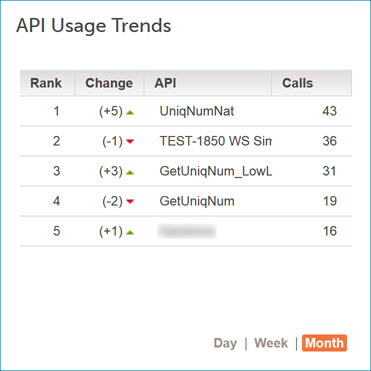 API Usage Trends
Rank Change API Calls
1 (+5) UniqNumNat 43
2 (-1) TEST-1850 WS Sim 36
3 (+3) GetUniqNum_LowL 31
4 (-2) GetUniqNum 19
5 (+1) 16
Day | Week | Month